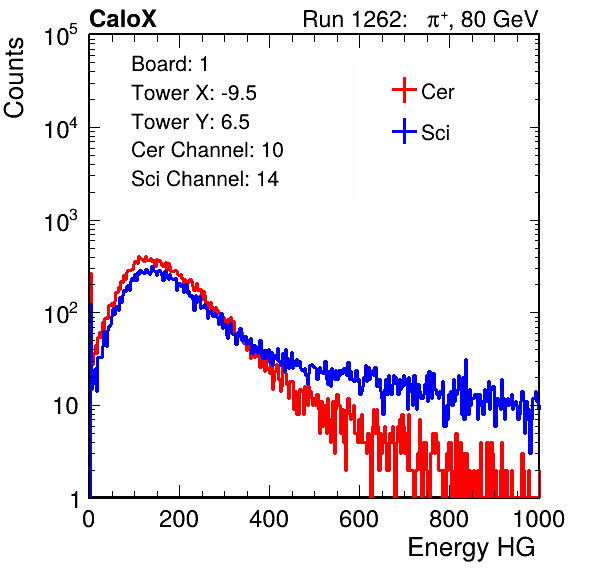 CaloX Run 1262: π⁺, 80 GeV
Counts
Board: 1
Tower X: -9.5
Tower Y: 6.5
Cer Channel: 10
Sci Channel: 14
Cer
Sci
10⁵
10⁴
10³
10²
10
1
0 200 400 600 800 1000
Energy HG